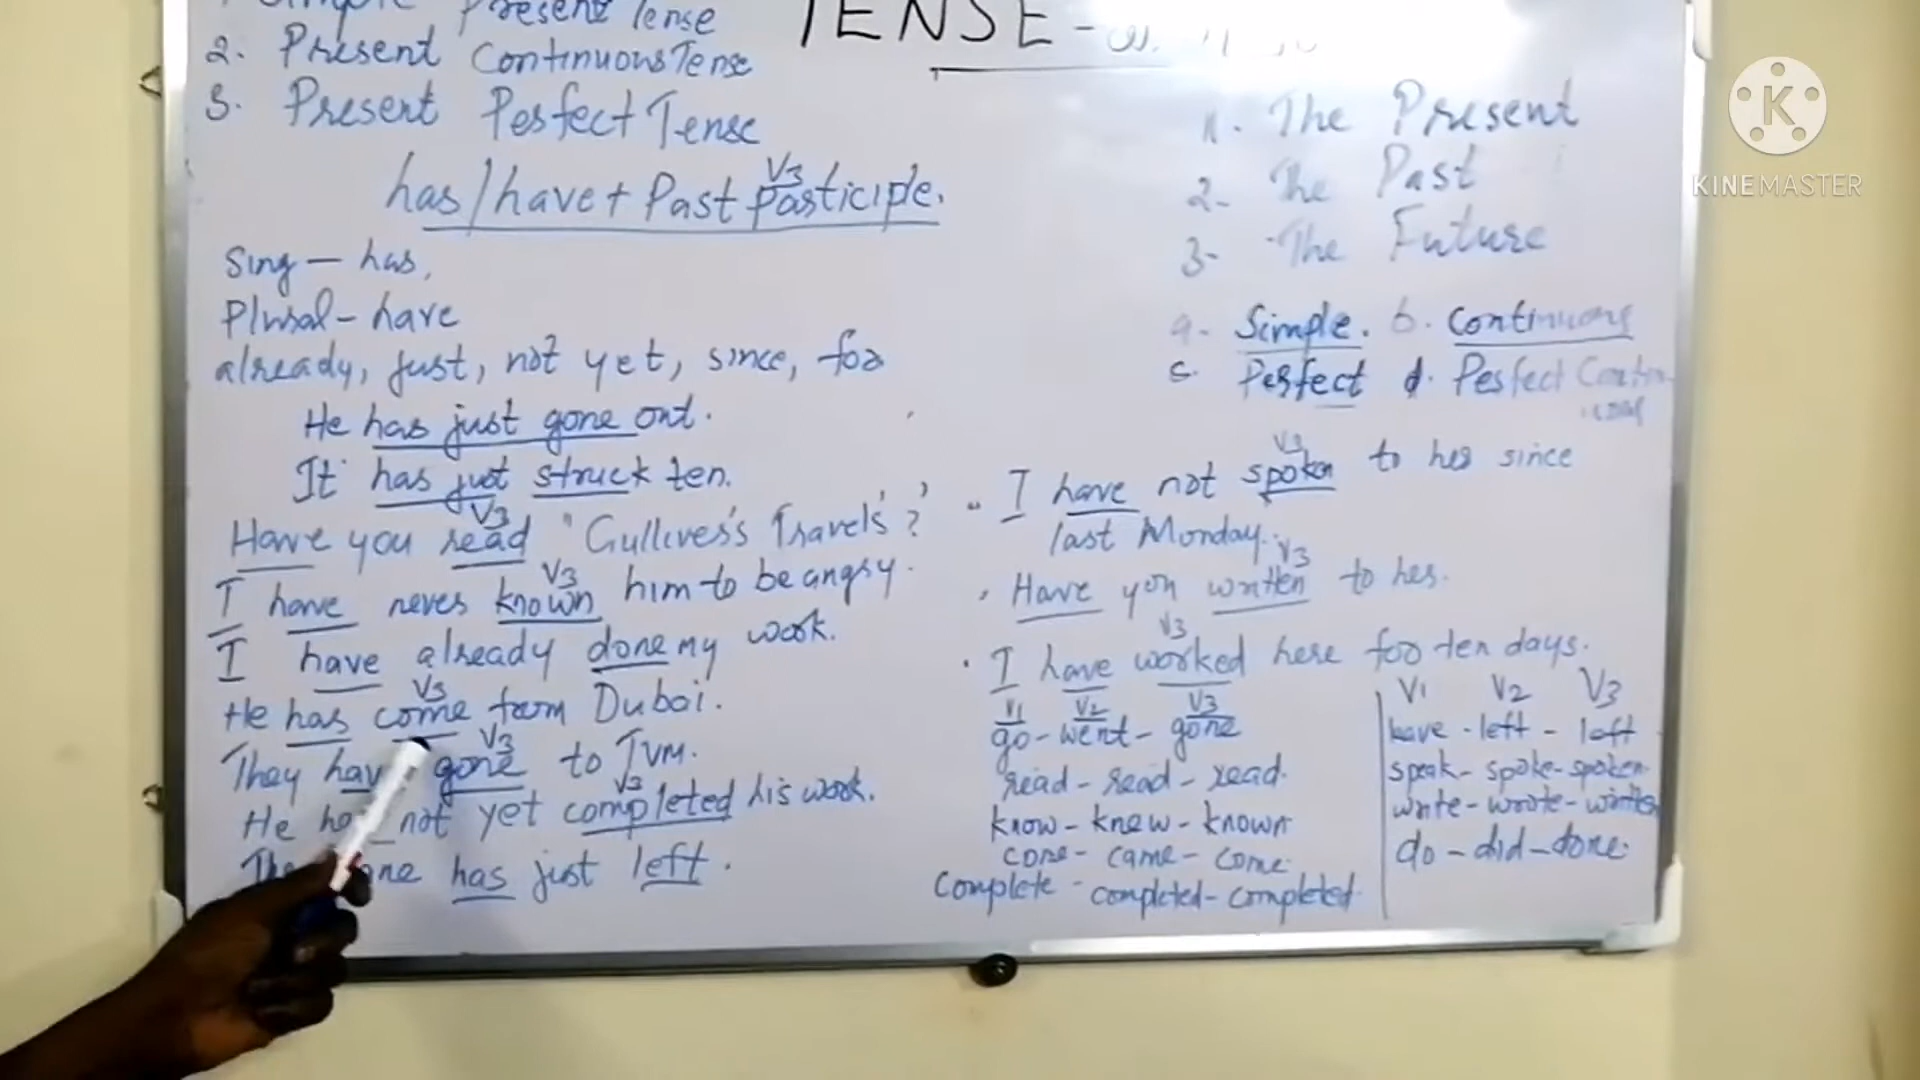 Simple Present Tense
2. Present Continuous Tense
3. Present Perfect Tense
V3
has/have + Past Participle.
Sing - has,
Plural - have
already, just, not yet, since, for
He has just gone out.
It has just struck ten.
V3
Have you read "Gulliver's Travels'?
V3
I have never known him to be angry.
I have already done my work.
V3
He has come from Dubai.
V3
They have gone to TVM.
V3
He has not yet completed his work.
has just left.
TENSE -
1. The Present
2. The Past
3. The Future
a. Simple. b. Continuous
c. Perfect d. Perfect
V3
I have not spoken to her since
last Monday.
V3
Have you written to her.
V3
I have worked here for ten days.
V1 V2 V3
go - went - gone
read - read - read.
know - knew - known
come - came - come
Complete - completed - completed.
V1 V2 V3
leave - left - left
speak - spoke - spoken
write - wrote - written
do - did - done.
K
KINEMASTER